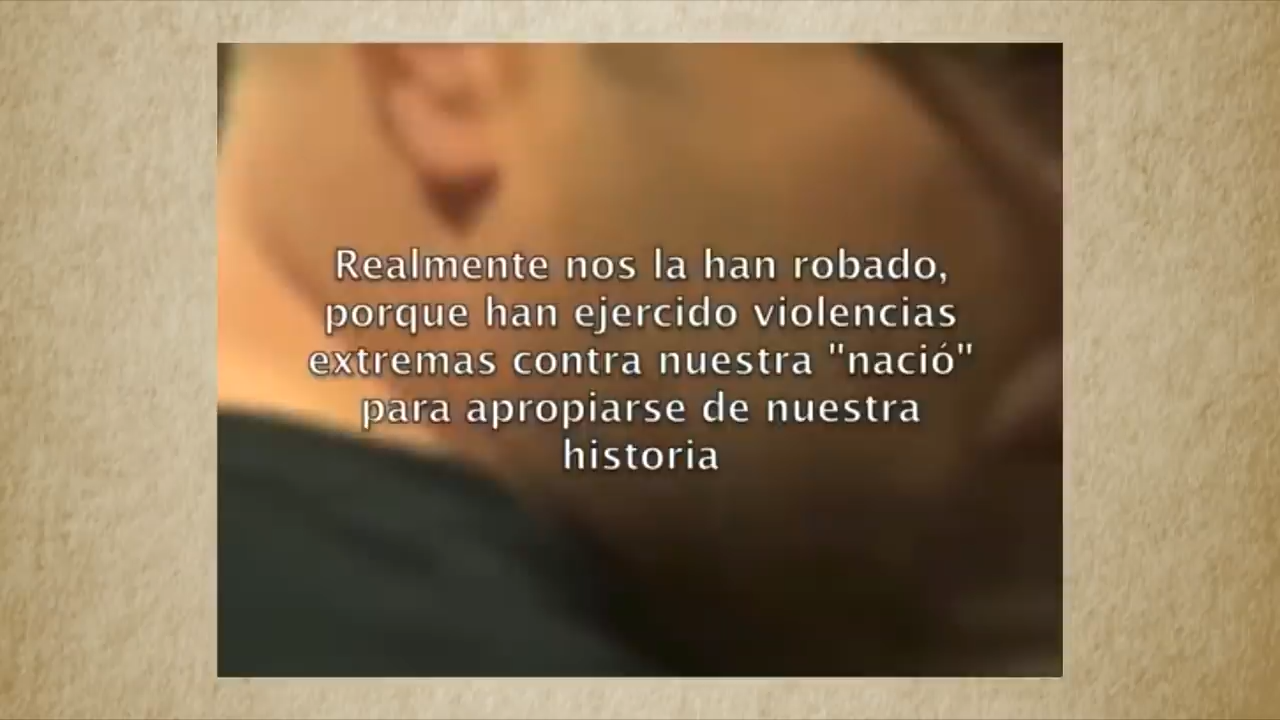 Realmente nos la han robado,
porque han ejercido violencias
extremas contra nuestra "nació"
para apropiarse de nuestra
historia